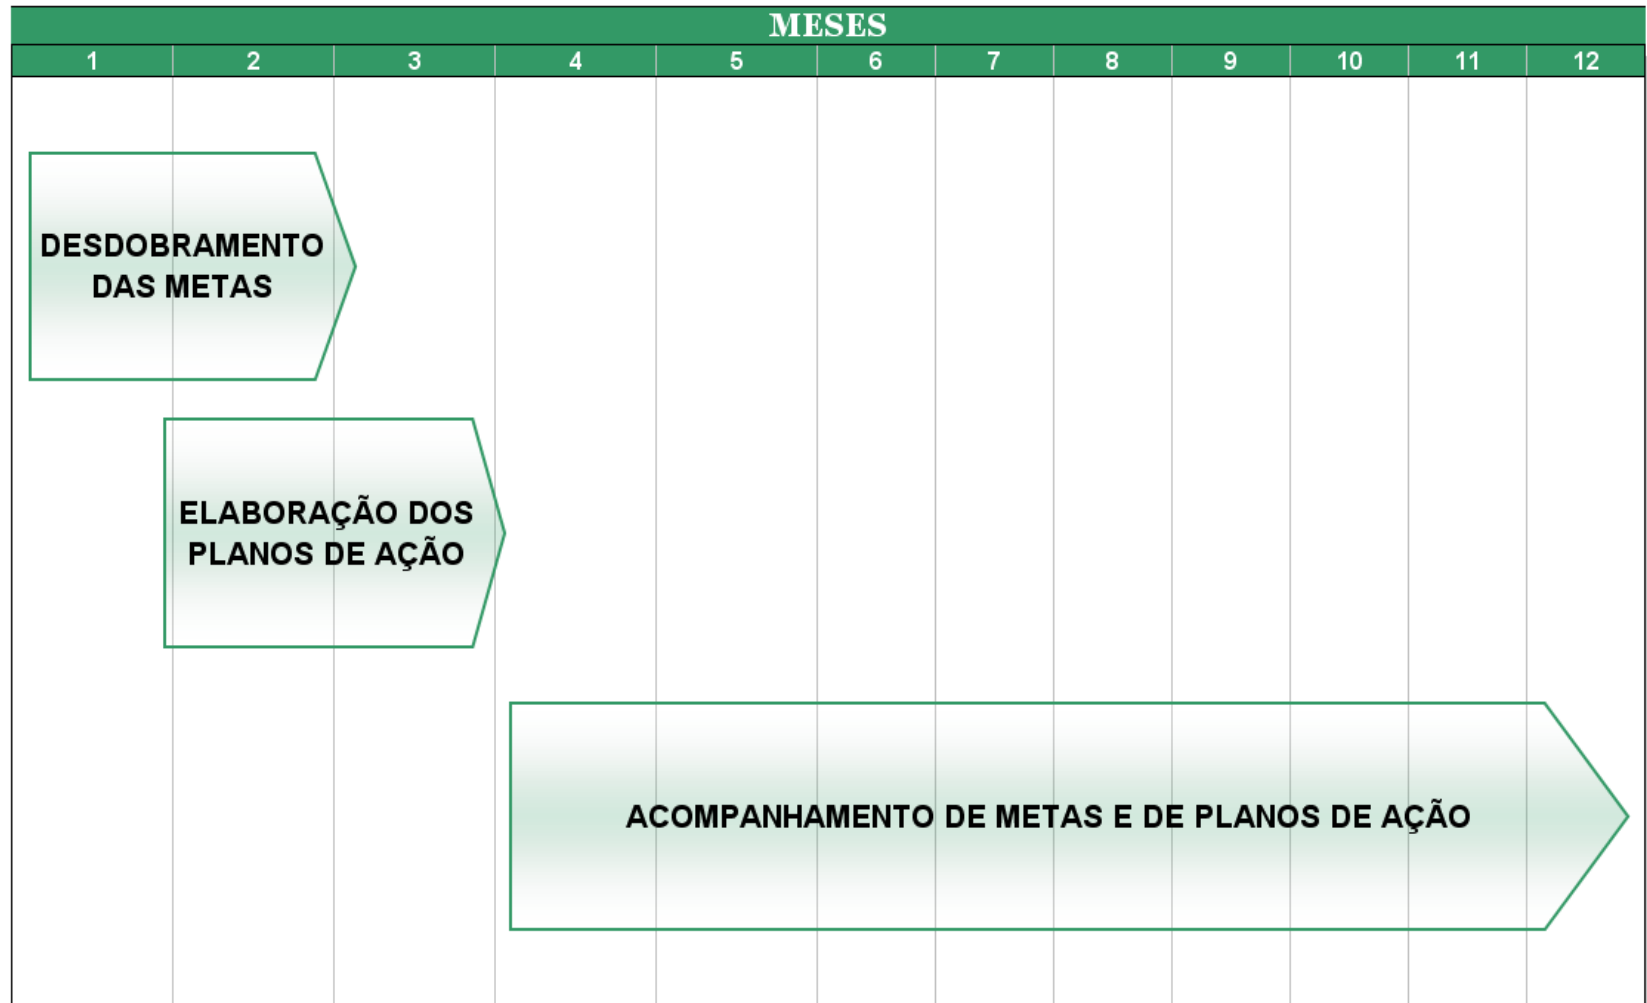 MESES
1 2 3 4 5 6 7 8 9 10 11 12
DESDOBRAMENTO
DAS METAS
ELABORAÇÃO DOS
PLANOS DE AÇÃO
ACOMPANHAMENTO DE METAS E DE PLANOS DE AÇÃO